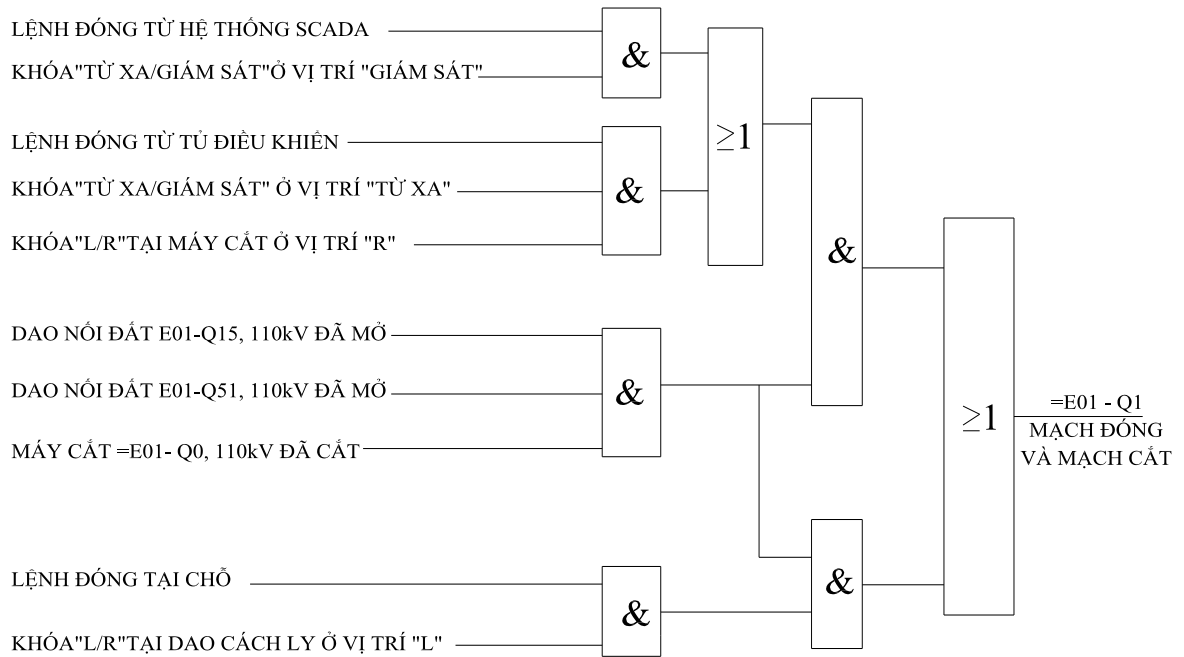 LỆNH ĐÓNG TỪ HỆ THỐNG SCADA
KHÓA"TỪ XA/GIÁM SÁT"Ở VỊ TRÍ "GIÁM SÁT"
&
LỆNH ĐÓNG TỪ TỦ ĐIỀU KHIỂN
KHÓA"TỪ XA/GIÁM SÁT" Ở VỊ TRÍ "TỪ XA"
KHÓA"L/R"TẠI MÁY CẮT Ở VỊ TRÍ "R"
&
≥1
&
DAO NỐI ĐẤT E01-Q15, 110kV ĐÃ MỞ
DAO NỐI ĐẤT E01-Q51, 110kV ĐÃ MỞ
MÁY CẮT =E01- Q0, 110kV ĐÃ CẮT
&
≥1
=E01 - Q1
MẠCH ĐÓNG
VÀ MẠCH CẮT
LỆNH ĐÓNG TẠI CHỖ
KHÓA"L/R"TẠI DAO CÁCH LY Ở VỊ TRÍ "L"
&
&